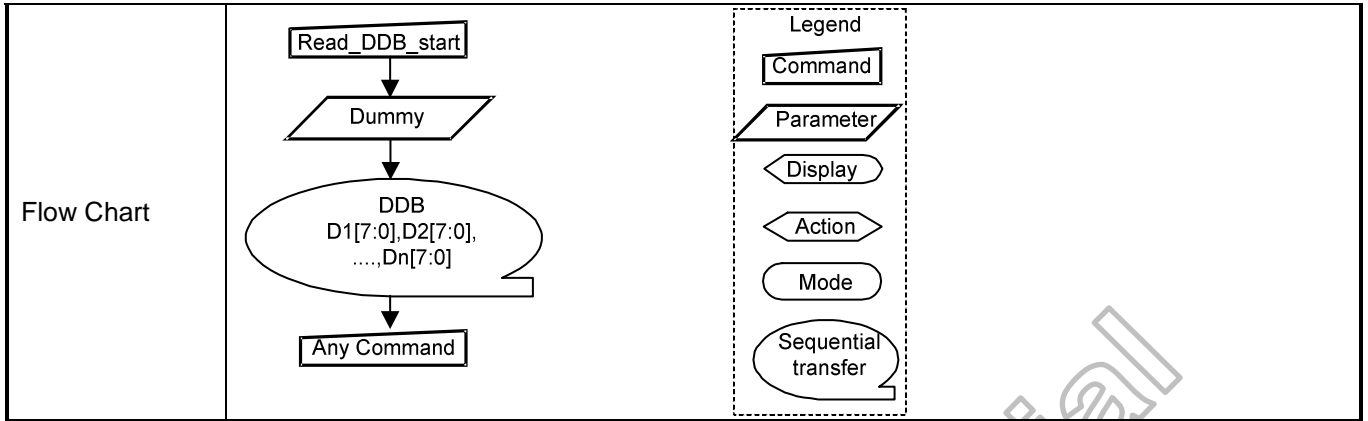 Flow Chart
Read_DDB_start
Dummy
DDB
D1[7:0],D2[7:0],
....,Dn[7:0]
Any Command
Legend
Command
Parameter
Display
Action
Mode
Sequential
transfer